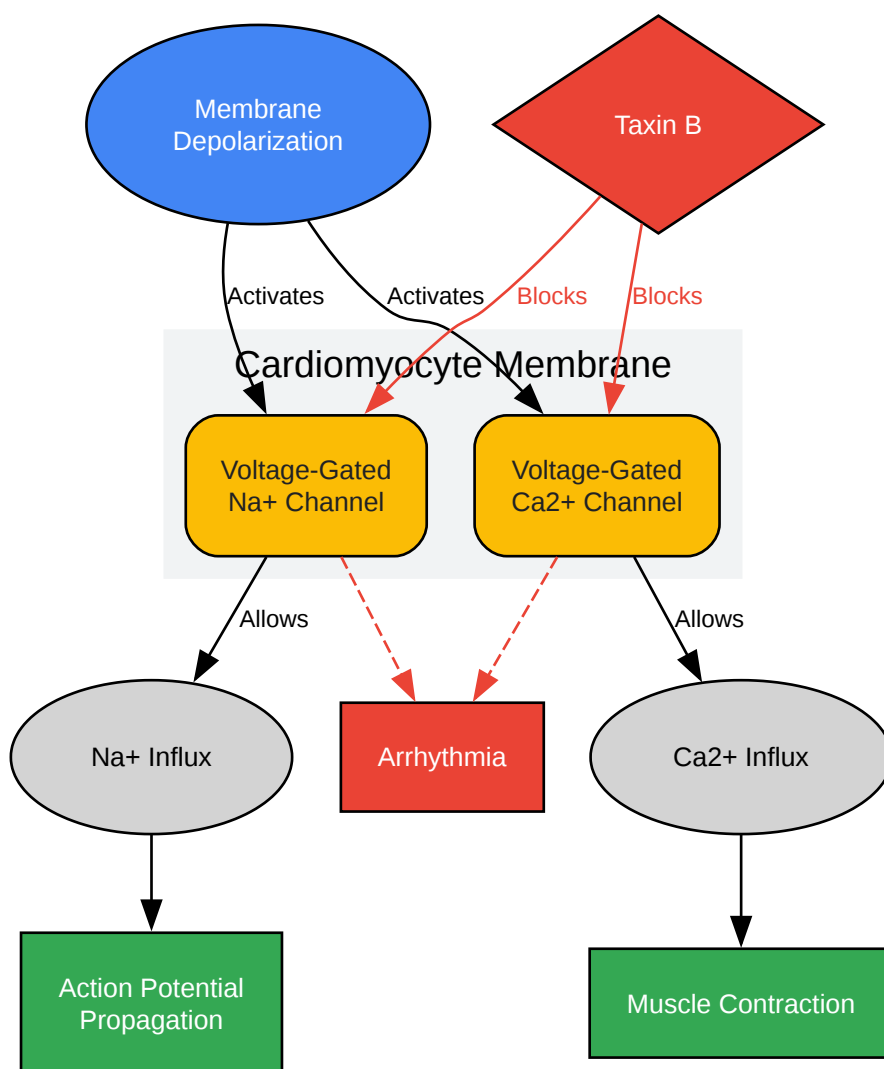 Membrane
Depolarization
Taxin B
Activates
Activates
Blocks
Blocks
Cardiomyocyte Membrane
Voltage-Gated
Na+ Channel
Voltage-Gated
Ca2+ Channel
Allows
Allows
Na+ Influx
Arrhythmia
Ca2+ Influx
Action Potential
Propagation
Muscle Contraction